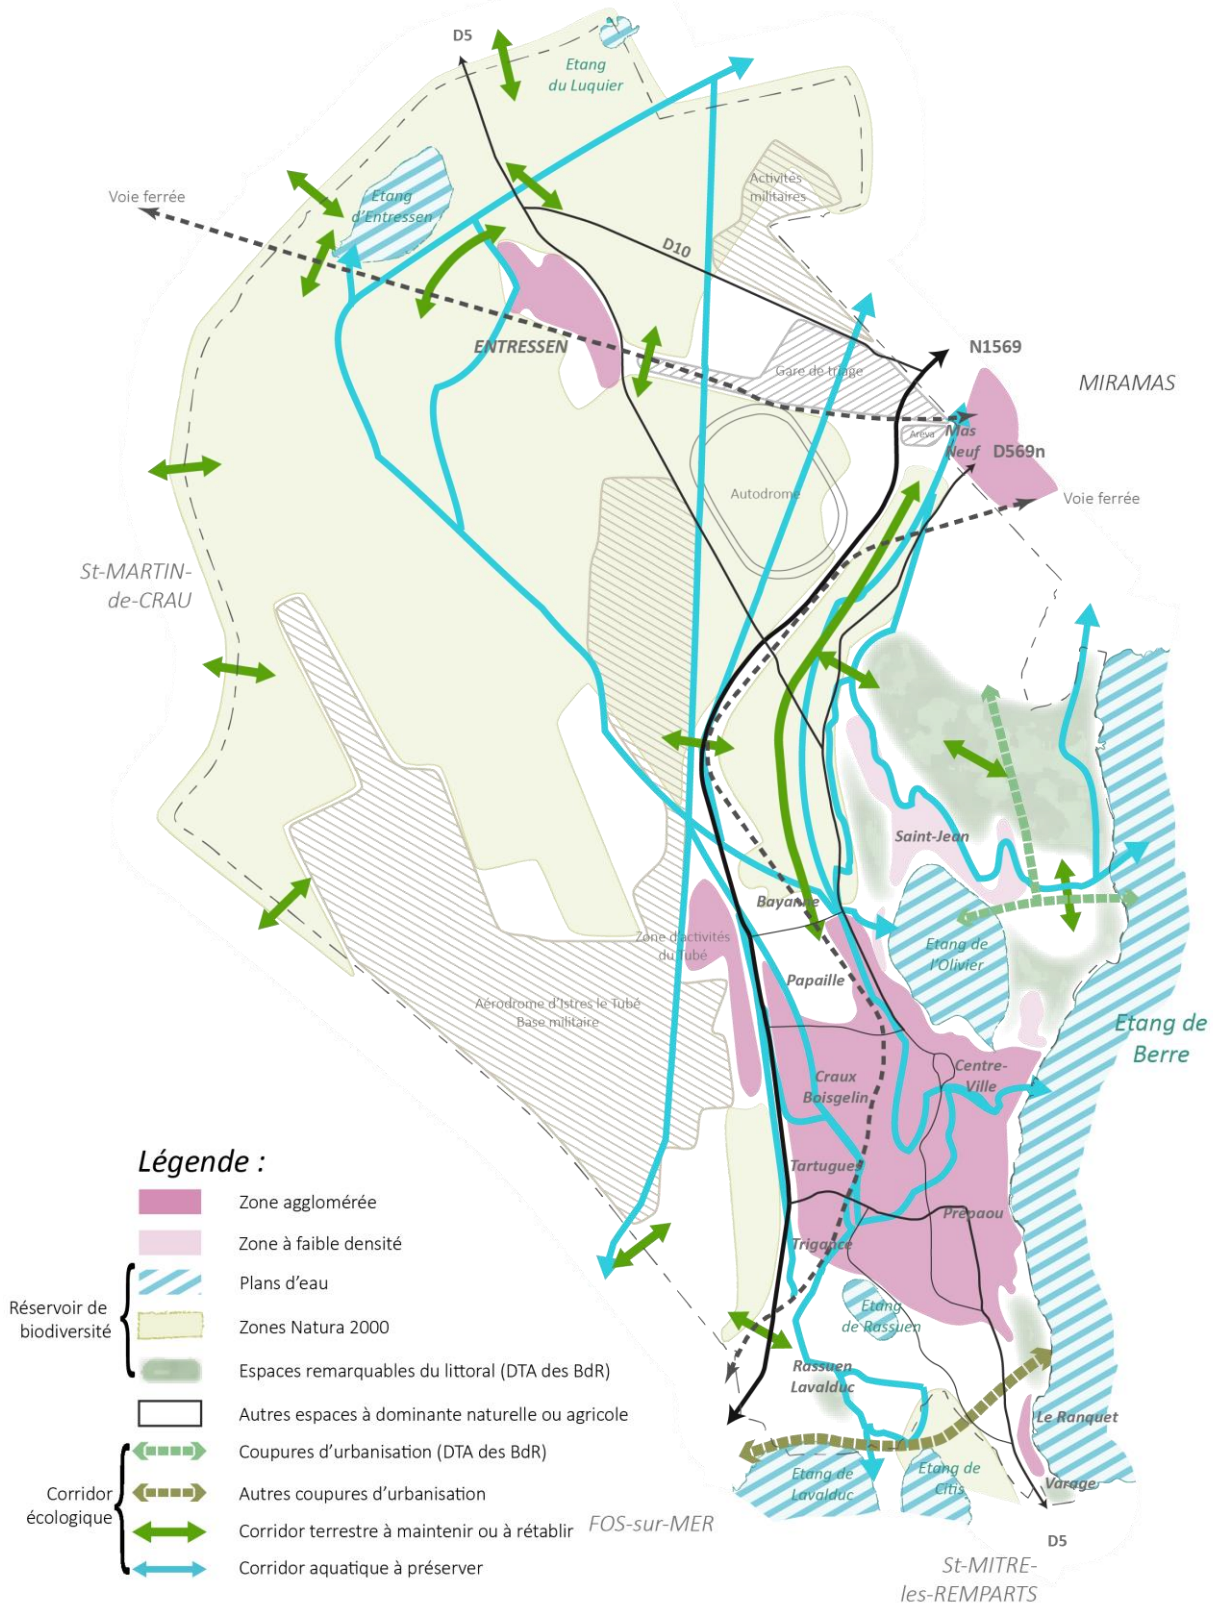 D5
Etang
du Luquier
Activités
militaires
Voie ferrée
Etang
d'Entressen
D10
ENTRESSEN
N1569
Gare de triage
MIRAMAS
Areva
Mas
Neuf
D569n
Autodrome
Voie ferrée
St-MARTIN-
de-CRAU
Saint-Jean
Bayanne
Zone d'activités
du Tubé
Etang de
l'Olivier
Papaille
Aérodrome d'Istres le Tubé
Base militaire
Etang de
Berre
Craux
Boisgelin
Centre-
Ville
Tartugues
Prépaou
Trigance
Etang
de Rassuen
Rassuen
Lavalduc
Le Ranquet
Etang de
Lavalduc
Etang de
Citis
Varage
FOS-sur-MER
D5
St-MITRE-
les-REMPARTS
Légende :
Zone agglomérée
Zone à faible densité
Réservoir de
biodiversité
Plans d'eau
Zones Natura 2000
Espaces remarquables du littoral (DTA des BdR)
Autres espaces à dominante naturelle ou agricole
Corridor
écologique
Coupures d'urbanisation (DTA des BdR)
Autres coupures d'urbanisation
Corridor terrestre à maintenir ou à rétablir
Corridor aquatique à préserver